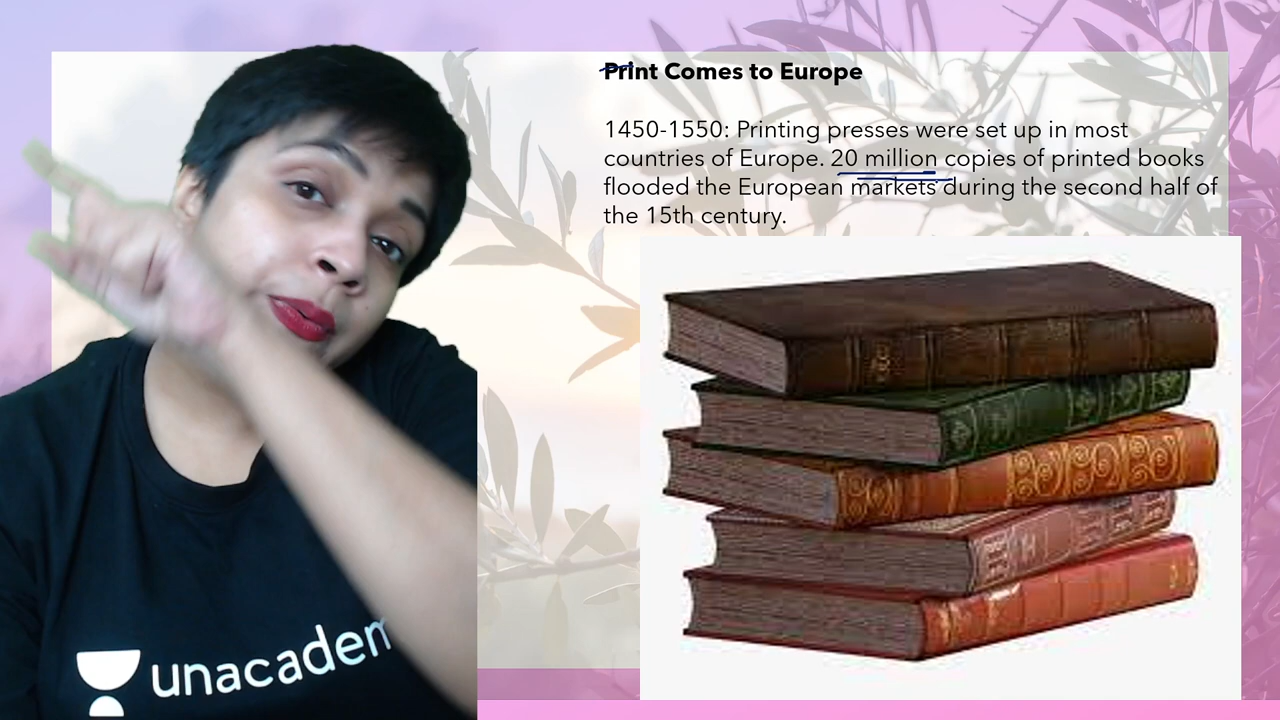 Print Comes to Europe
1450-1550: Printing presses were set up in most
countries of Europe. 20 million copies of printed books
flooded the European markets during the second half of
the 15th century.
unacadem